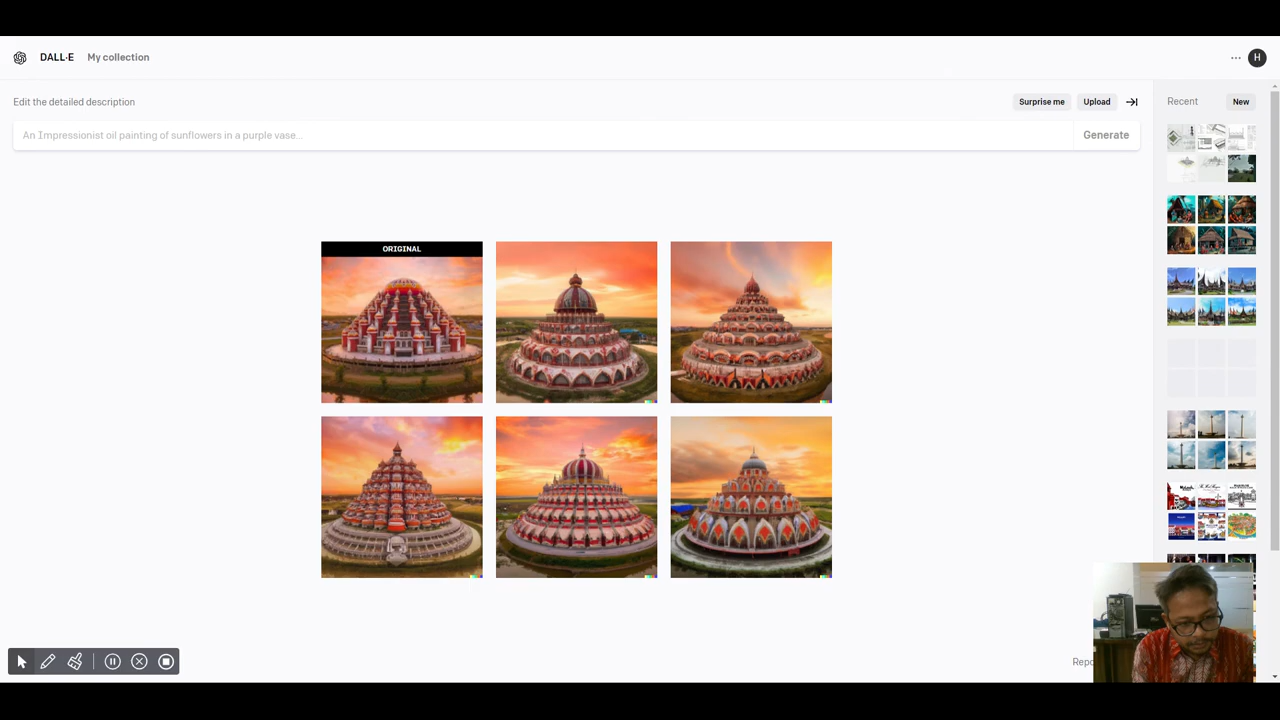 DALL·E My collection
H
Edit the detailed description
Surprise me Upload
Recent New
An Impressionist oil painting of sunflowers in a purple vase...
Generate
ORIGINAL